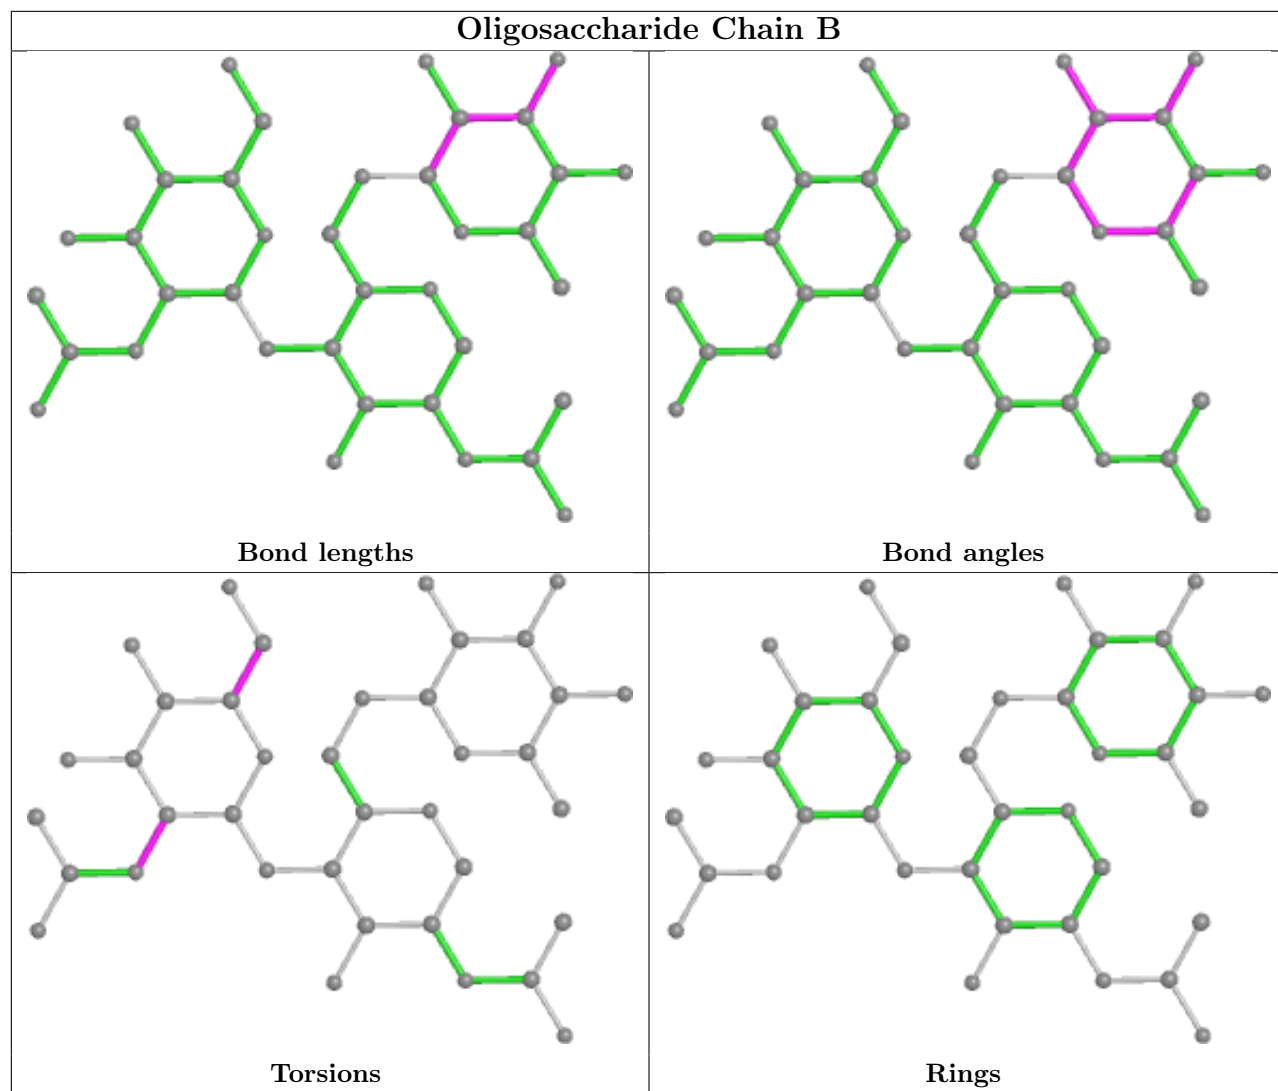 Oligosaccharide Chain B
Bond lengths
Bond angles
Torsions
Rings